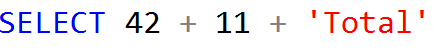 SELECT 42 + 11 + 'Total'